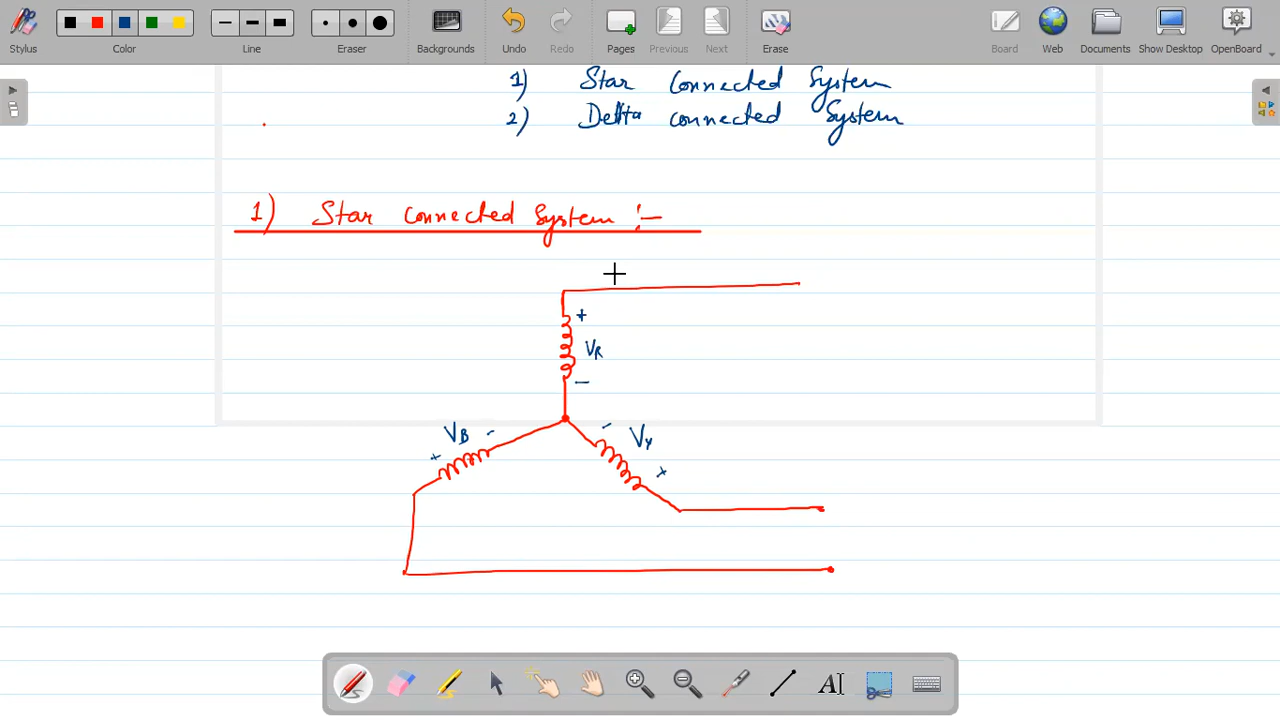 Stylus
Color
Line
Eraser
Backgrounds
Undo
Redo
Pages
Previous
Next
Erase
Board
Web
Documents
Show Desktop
OpenBoard
1) Star connected System
2) Delta connected System
1) Star connected System :-
+
VR
-
VB -
+
- VY
+
AI